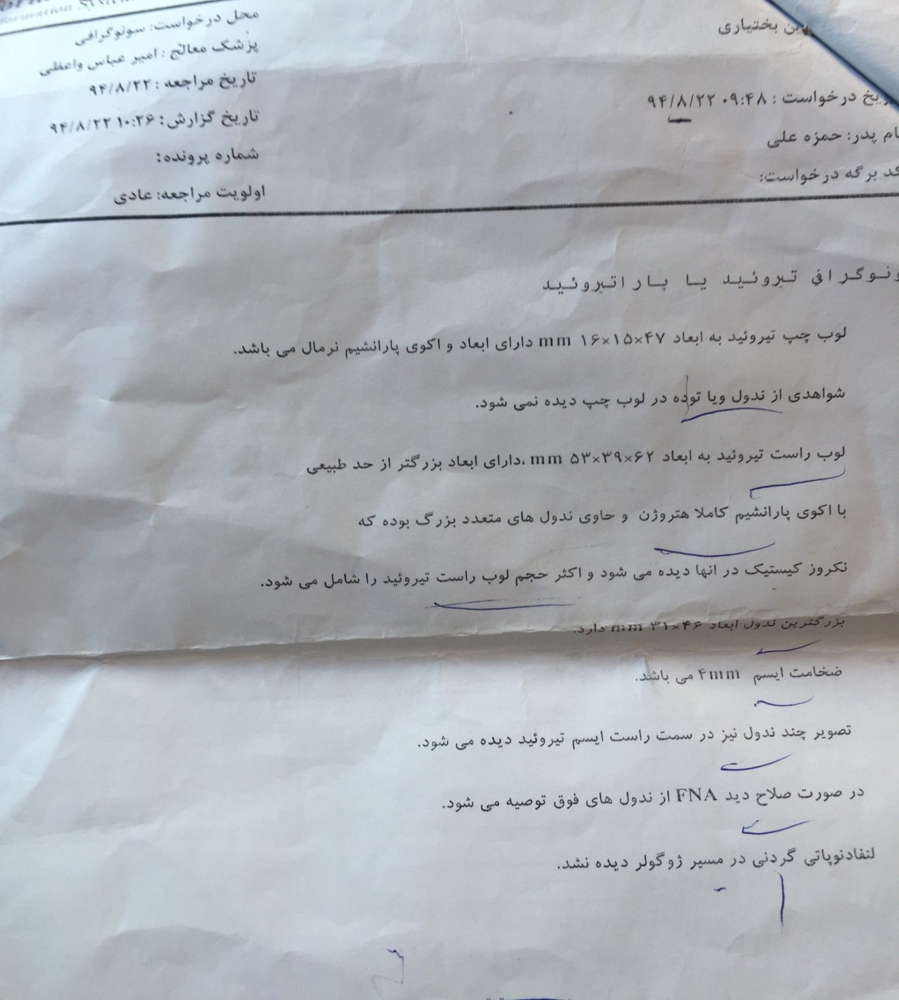 محل درخواست: سونوگرافی
بختیاری
پزشک معالج : امیر عباس واعظی
تاریخ مراجعه : ۹۴/۸/۲۲
درخواست : ۰۹:۴۸ ۹۴/۸/۲۲
تاریخ گزارش: ۱۰:۲۶ ۹۴/۸/۲۲
پدر: حمزه علی
شماره پرونده:
برگه درخواست:
اولویت مراجعه: عادی
تیروئید یا پاراتیروئید
لوب چپ تیروئید به ابعاد ۴۷×۱۵×۱۶ mm دارای ابعاد و اکوی پارانشیم نرمال می باشد.
شواهدی از ندول ویا توده در لوب چپ دیده نمی شود.
لوب راست تیروئید به ابعاد ۶۲×۳۹×۵۳ mm ،دارای ابعاد بزرگتر از حد طبیعی
با اکوی پارانشیم کاملا هتروژن و حاوی ندول های متعدد بزرگ بوده که
نکروز کیستیک در انها دیده می شود و اکثر حجم لوب راست تیروئید را شامل می شود.
بزرگترین ندول ابعاد ۴۶×۳۱ mm دارد.
ضخامت ایسم ۴mm می باشد.
تصویر چند ندول نیز در سمت راست ایسم تیروئید دیده می شود.
در صورت صلاح دید FNA از ندول های فوق توصیه می شود.
لنفادنوپاتی گردنی در مسیر ژوگولر دیده نشد.